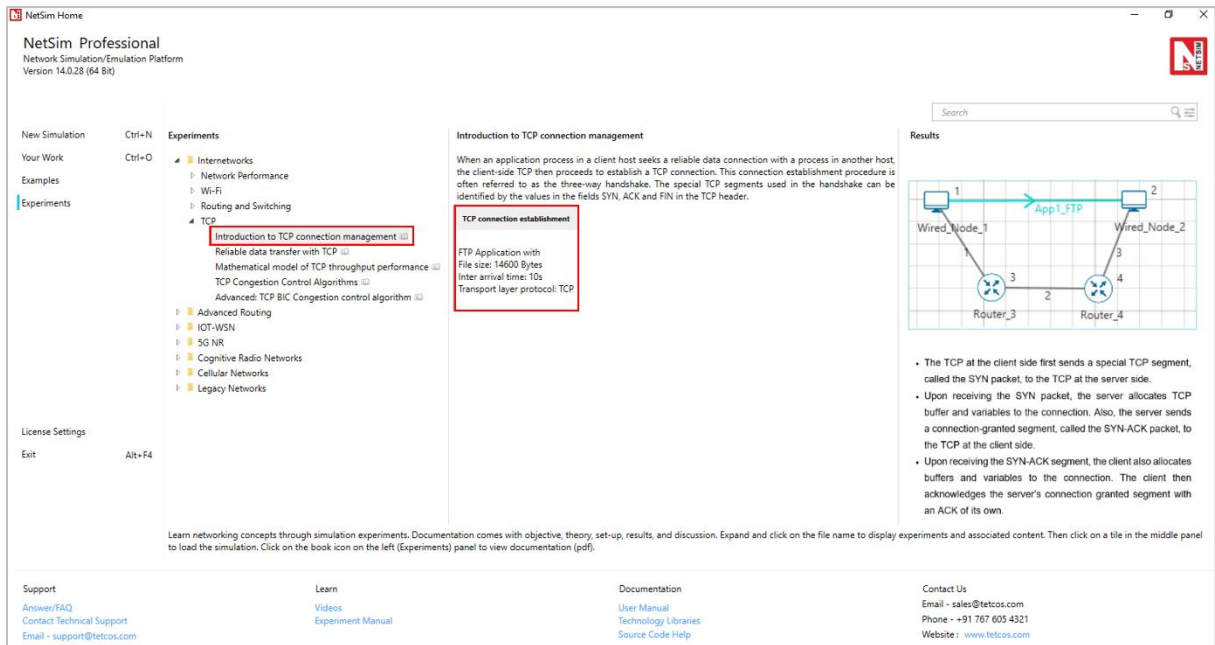 NetSim Home
NetSim Professional
Network Simulation/Emulation Platform
Version 14.0.28 (64 Bit)
NETSIM
Search
New Simulation Ctrl+N
Your Work Ctrl+O
Examples
Experiments
License Settings
Exit Alt+F4
Experiments
Internetworks
Network Performance
Wi-Fi
Routing and Switching
TCP
Introduction to TCP connection management
Reliable data transfer with TCP
Mathematical model of TCP throughput performance
TCP Congestion Control Algorithms
Advanced: TCP BIC Congestion control algorithm
Advanced Routing
IOT-WSN
5G NR
Cognitive Radio Networks
Cellular Networks
Legacy Networks
Introduction to TCP connection management
When an application process in a client host seeks a reliable data connection with a process in another host,
the client-side TCP then proceeds to establish a TCP connection. This connection establishment procedure is
often referred to as the three-way handshake. The special TCP segments used in the handshake can be
identified by the values in the fields SYN, ACK and FIN in the TCP header.
TCP connection establishment
FTP Application with
File size: 14600 Bytes
Inter arrival time: 10s
Transport layer protocol: TCP
Results
1
2
App1_FTP
Wired_Node_1
Wired_Node_2
1
3
3
4
2
Router_3
Router_4
• The TCP at the client side first sends a special TCP segment,
called the SYN packet, to the TCP at the server side.
• Upon receiving the SYN packet, the server allocates TCP
buffer and variables to the connection. Also, the server sends
a connection-granted segment, called the SYN-ACK packet, to
the TCP at the client side.
• Upon receiving the SYN-ACK segment, the client also allocates
buffers and variables to the connection. The client then
acknowledges the server's connection granted segment with
an ACK of its own.
Learn networking concepts through simulation experiments. Documentation comes with objective, theory, set-up, results, and discussion. Expand and click on the file name to display experiments and associated content. Then click on a tile in the middle panel
to load the simulation. Click on the book icon on the left (Experiments) panel to view documentation (pdf).
Support
Answer/FAQ
Contact Technical Support
Email - support@tetcos.com
Learn
Videos
Experiment Manual
Documentation
User Manual
Technology Libraries
Source Code Help
Contact Us
Email - sales@tetcos.com
Phone - +91 767 605 4321
Website : www.tetcos.com